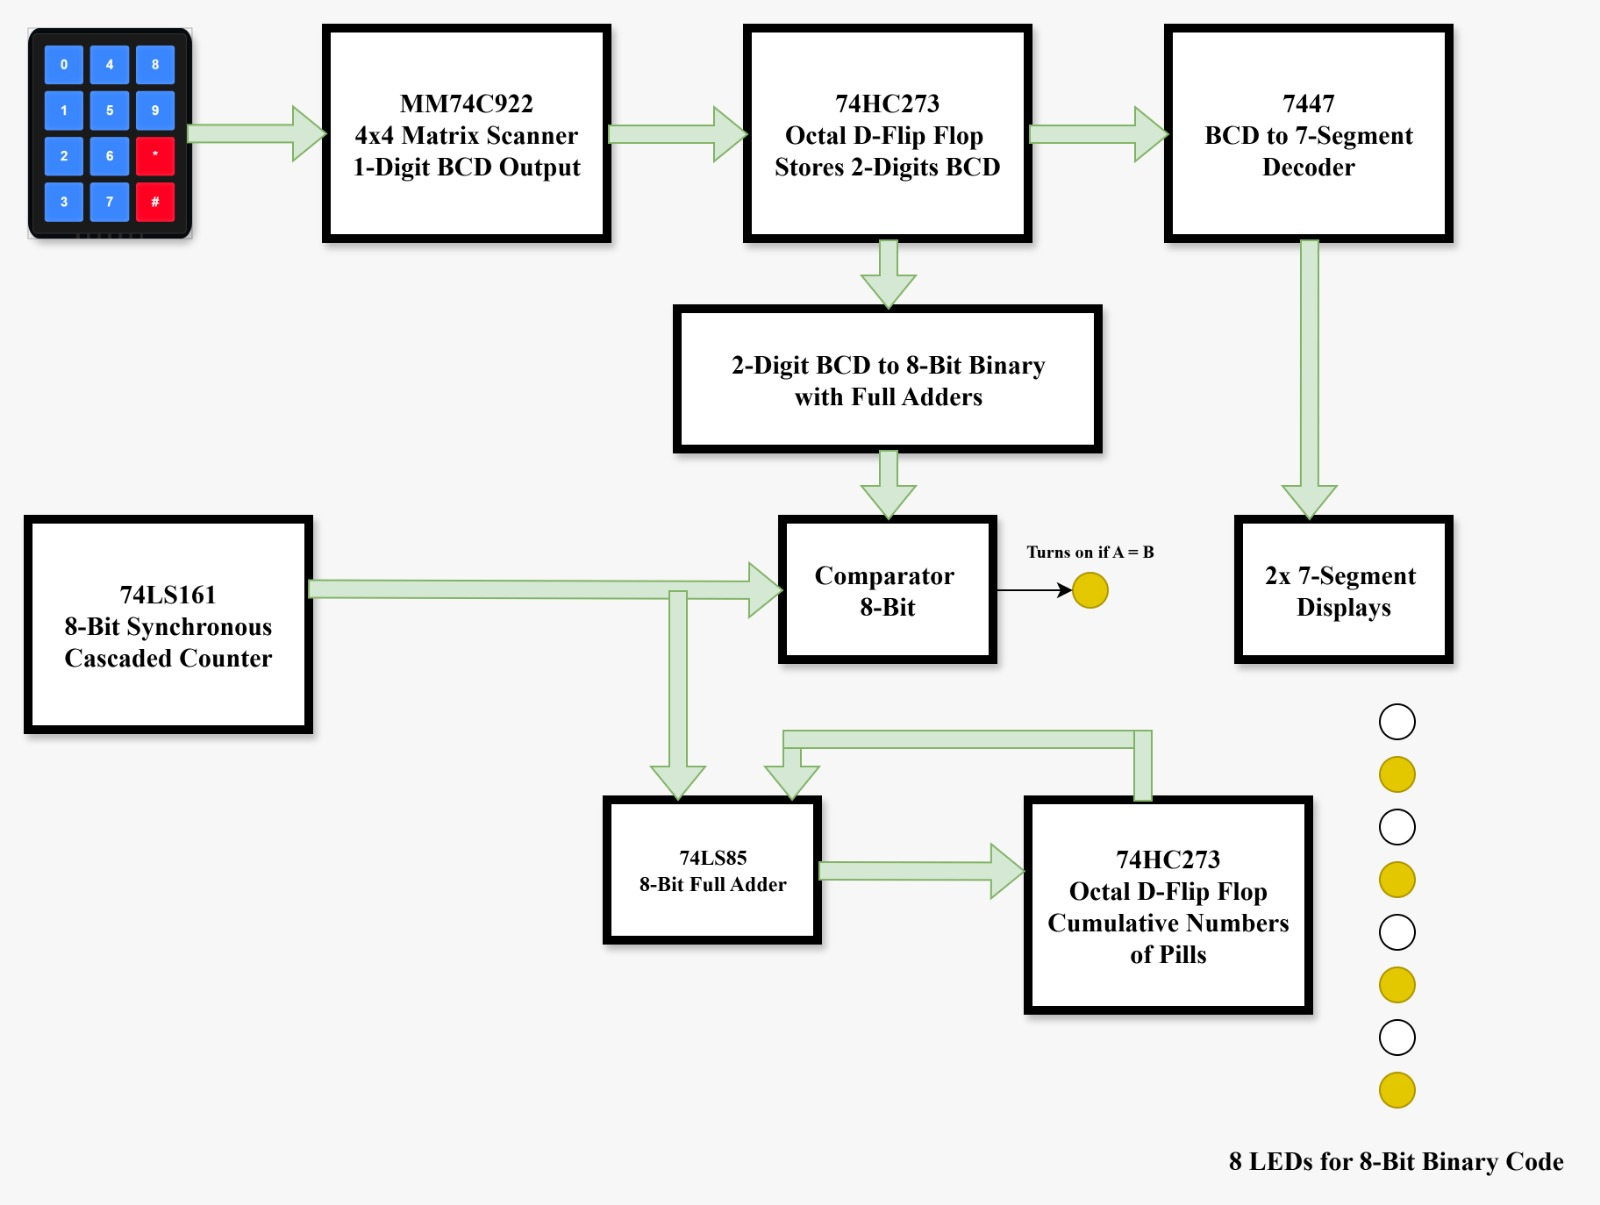 0 4 8
1 5 9
2 6 *
3 7 #
MM74C922
4x4 Matrix Scanner
1-Digit BCD Output
74HC273
Octal D-Flip Flop
Stores 2-Digits BCD
7447
BCD to 7-Segment
Decoder
2-Digit BCD to 8-Bit Binary
with Full Adders
74LS161
8-Bit Synchronous
Cascaded Counter
Comparator
8-Bit
Turns on if A = B
2x 7-Segment
Displays
74LS85
8-Bit Full Adder
74HC273
Octal D-Flip Flop
Cumulative Numbers
of Pills
8 LEDs for 8-Bit Binary Code